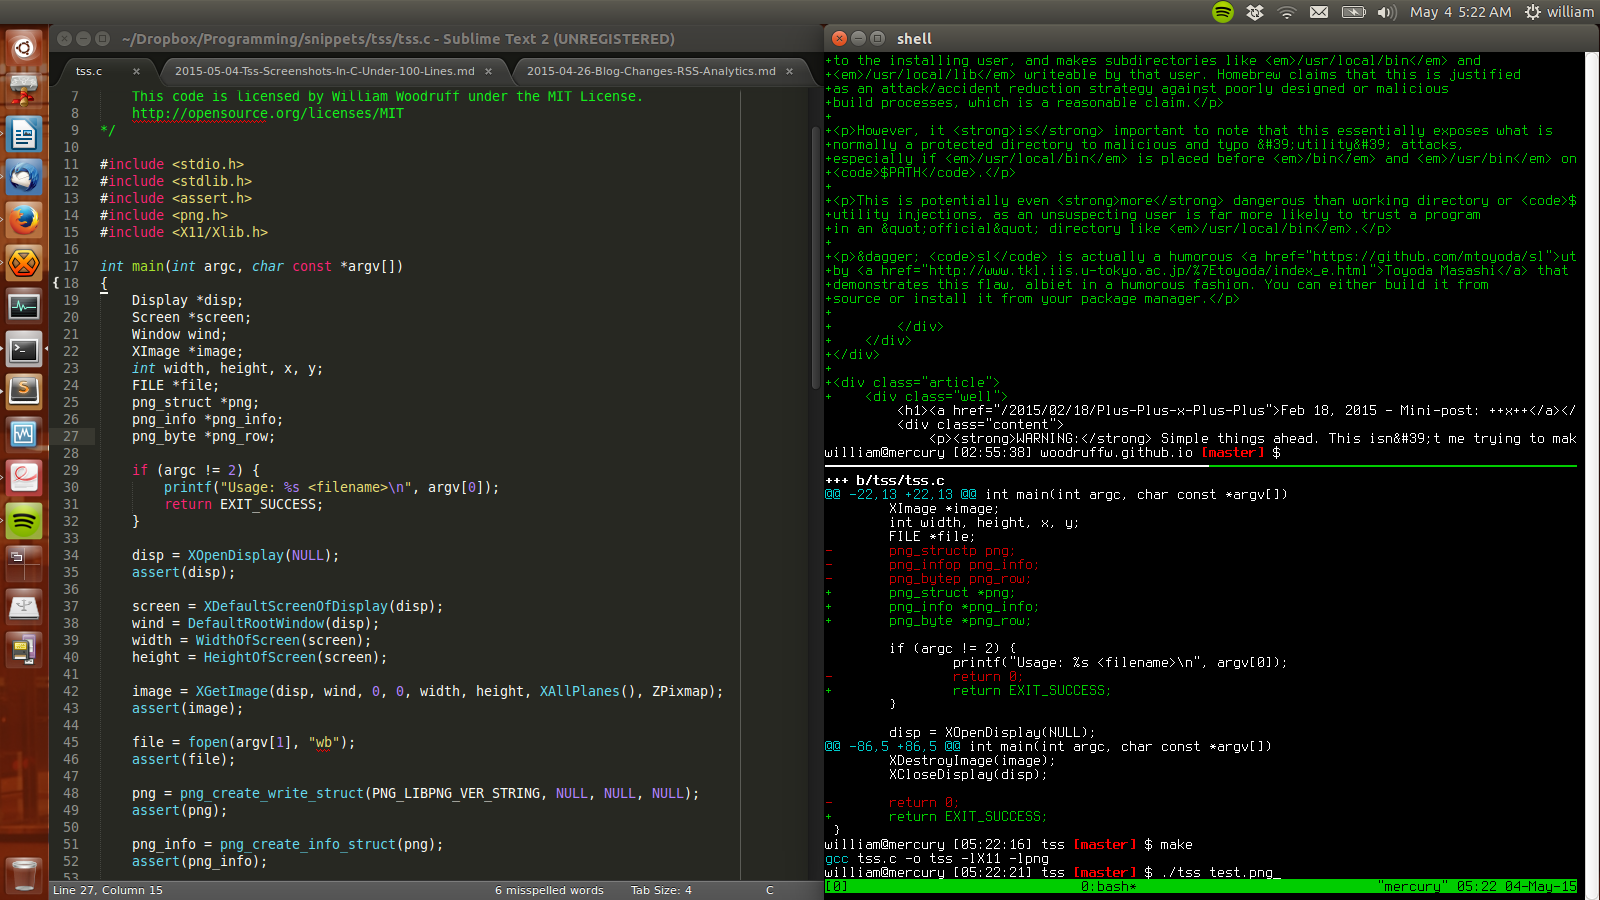 May 4 5:22 AM william
~/Dropbox/Programming/snippets/tss/tss.c - Sublime Text 2 (UNREGISTERED)
tss.c × 2015-05-04-Tss-Screenshots-In-C-Under-100-Lines.md × 2015-04-26-Blog-Changes-RSS-Analytics.md ×
7 This code is licensed by William Woodruff under the MIT License.
8 http://opensource.org/licenses/MIT
9 */
10
11 #include <stdio.h>
12 #include <stdlib.h>
13 #include <assert.h>
14 #include <png.h>
15 #include <X11/Xlib.h>
16
17 int main(int argc, char const *argv[])
{ 18 {
19 Display *disp;
20 Screen *screen;
21 Window wind;
22 XImage *image;
23 int width, height, x, y;
24 FILE *file;
25 png_struct *png;
26 png_info *png_info;
27 png_byte *png_row;
28
29 if (argc != 2) {
30 printf("Usage: %s <filename>\n", argv[0]);
31 return EXIT_SUCCESS;
32 }
33
34 disp = XOpenDisplay(NULL);
35 assert(disp);
36
37 screen = XDefaultScreenOfDisplay(disp);
38 wind = DefaultRootWindow(disp);
39 width = WidthOfScreen(screen);
40 height = HeightOfScreen(screen);
41
42 image = XGetImage(disp, wind, 0, 0, width, height, XAllPlanes(), ZPixmap);
43 assert(image);
44
45 file = fopen(argv[1], "wb");
46 assert(file);
47
48 png = png_create_write_struct(PNG_LIBPNG_VER_STRING, NULL, NULL, NULL);
49 assert(png);
50
51 png_info = png_create_info_struct(png);
52 assert(png_info);
53
Line 27, Column 15 6 misspelled words Tab Size: 4 C
shell
+to the installing user, and makes subdirectories like <em>/usr/local/bin</em> and
+<em>/usr/local/lib</em> writeable by that user. Homebrew claims that this is justified
+as an attack/accident reduction strategy against poorly designed or malicious
+build processes, which is a reasonable claim.</p>
+
+<p>However, it <strong>is</strong> important to note that this essentially exposes what is
+normally a protected directory to malicious and typo &#39;utility&#39; attacks,
+especially if <em>/usr/local/bin</em> is placed before <em>/bin</em> and <em>/usr/bin</em> on
+<code>$PATH</code>.</p>
+
+<p>This is potentially even <strong>more</strong> dangerous than working directory or <code>$
+utility injections, as an unsuspecting user is far more likely to trust a program
+in an &quot;official&quot; directory like <em>/usr/local/bin</em>.</p>
+
+<p>&dagger; <code>sl</code> is actually a humorous <a href="https://github.com/mtoyoda/sl">ut
+by <a href="http://www.tkl.iis.u-tokyo.ac.jp/%7Etoyoda/index_e.html">Toyoda Masashi</a> that
+demonstrates this flaw, albiet in a humorous fashion. You can either build it from
+source or install it from your package manager.</p>
+
+ </div>
+ </div>
+</div>
+
+<div class="article">
+ <div class="well">
<h1><a href="/2015/02/18/Plus-Plus-x-Plus-Plus">Feb 18, 2015 - Mini-post: ++x++</a></
<div class="content">
<p><strong>WARNING:</strong> Simple things ahead. This isn&#39;t me trying to mak
william@mercury [02:55:38] woodruffw.github.io [master] $
+++ b/tss/tss.c
@@ -22,13 +22,13 @@ int main(int argc, char const *argv[])
XImage *image;
int width, height, x, y;
FILE *file;
- png_structp png;
- png_infop png_info;
- png_bytep png_row;
+ png_struct *png;
+ png_info *png_info;
+ png_byte *png_row;
if (argc != 2) {
printf("Usage: %s <filename>\n", argv[0]);
- return 0;
+ return EXIT_SUCCESS;
}
disp = XOpenDisplay(NULL);
@@ -86,5 +86,5 @@ int main(int argc, char const *argv[])
XDestroyImage(image);
XCloseDisplay(disp);
- return 0;
+ return EXIT_SUCCESS;
}
william@mercury [05:22:16] tss [master] $ make
gcc tss.c -o tss -lX11 -lpng
william@mercury [05:22:21] tss [master] $ ./tss test.png
[0] 0:bash* "mercury" 05:22 04-May-15